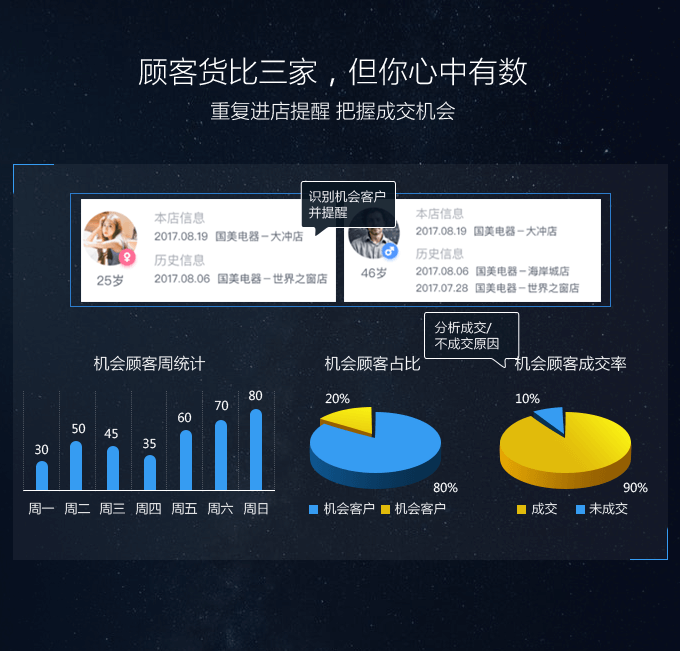 顾客货比三家，但你心中有数
重复进店提醒 把握成交机会
识别机会客户
并提醒
本店信息
2017.08.19 国美电器－大冲店
历史信息
2017.08.06 国美电器－世界之窗店
25岁
本店信息
2017.08.19 国美电器－大冲店
历史信息
2017.08.06 国美电器－海岸城店
2017.07.28 国美电器－世界之窗店
46岁
分析成交/
不成交原因
机会顾客周统计
30
50
45
35
60
70
80
周一 周二 周三 周四 周五 周六 周日
机会顾客占比
20%
80%
机会客户 机会客户
机会顾客成交率
10%
90%
成交 未成交